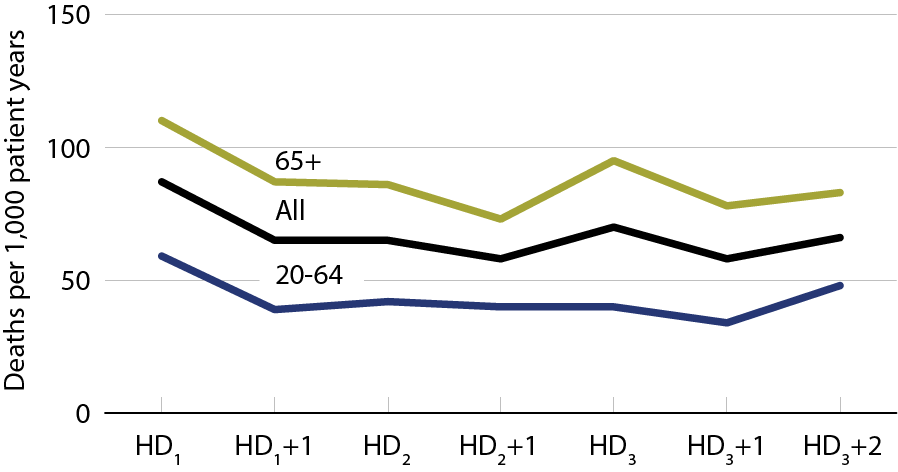 Deaths per 1,000 patient years
150
100
50
0
65+
All
20-64
HD₁ HD₁+1 HD₂ HD₂+1 HD₃ HD₃+1 HD₃+2